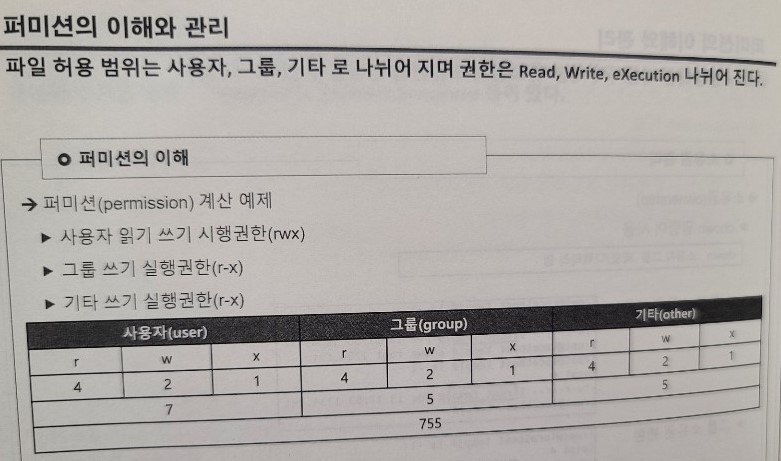 퍼미션의 이해와 관리
파일 허용 범위는 사용자, 그룹, 기타 로 나뉘어 지며 권한은 Read, Write, eXecution 나뉘어 진다.
○ 퍼미션의 이해
→ 퍼미션(permission) 계산 예제
▶ 사용자 읽기 쓰기 시행권한(rwx)
▶ 그룹 쓰기 실행권한(r-x)
▶ 기타 쓰기 실행권한(r-x)
사용자(user) 그룹(group) 기타(other)
r w x r w x r w x
4 2 1 4 2 1 4 2 1
7 5 5
755